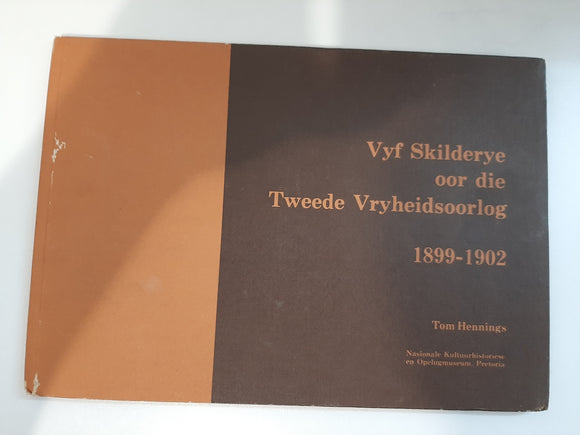 Vyf Skilderye
oor die
Tweede Vryheidsoorlog
1899-1902
Tom Hennings
Nasionale Kultuurhistoriese
en Opelugmuseum, Pretoria